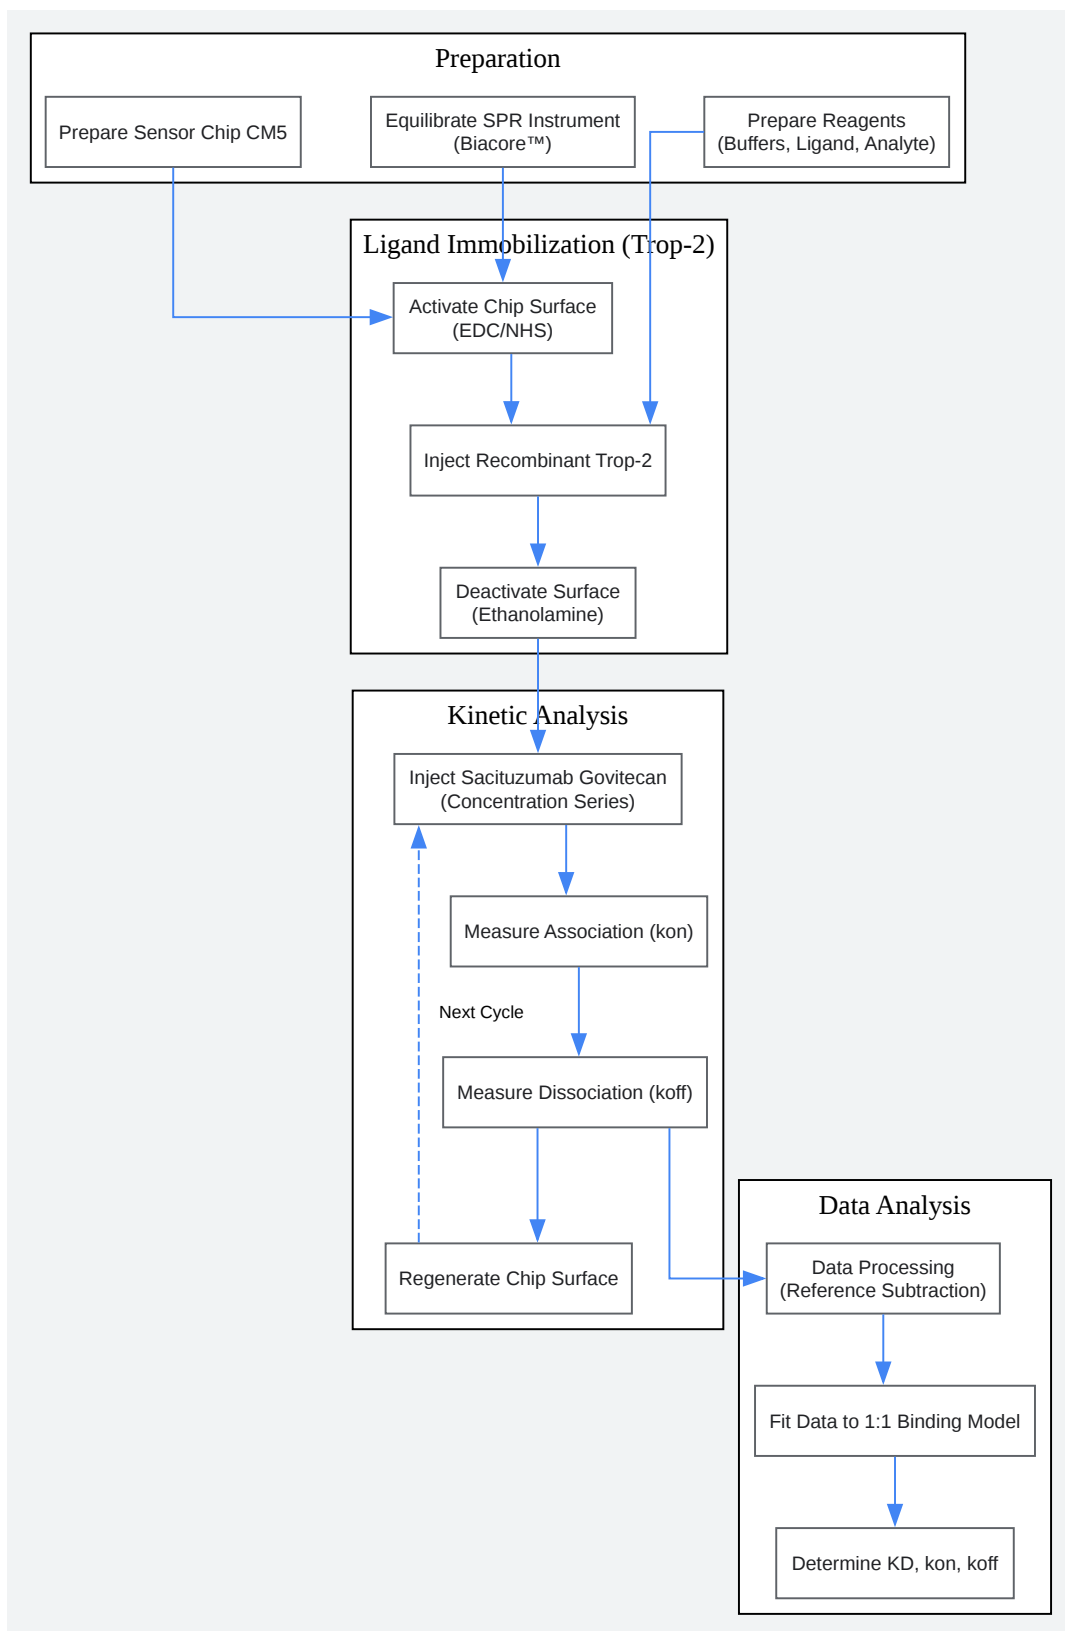 Preparation
Prepare Sensor Chip CM5
Equilibrate SPR Instrument
(Biacore™)
Prepare Reagents
(Buffers, Ligand, Analyte)
Ligand Immobilization (Trop-2)
Activate Chip Surface
(EDC/NHS)
Inject Recombinant Trop-2
Deactivate Surface
(Ethanolamine)
Kinetic Analysis
Inject Sacituzumab Govitecan
(Concentration Series)
Measure Association (kon)
Next Cycle
Measure Dissociation (koff)
Regenerate Chip Surface
Data Analysis
Data Processing
(Reference Subtraction)
Fit Data to 1:1 Binding Model
Determine KD, kon, koff